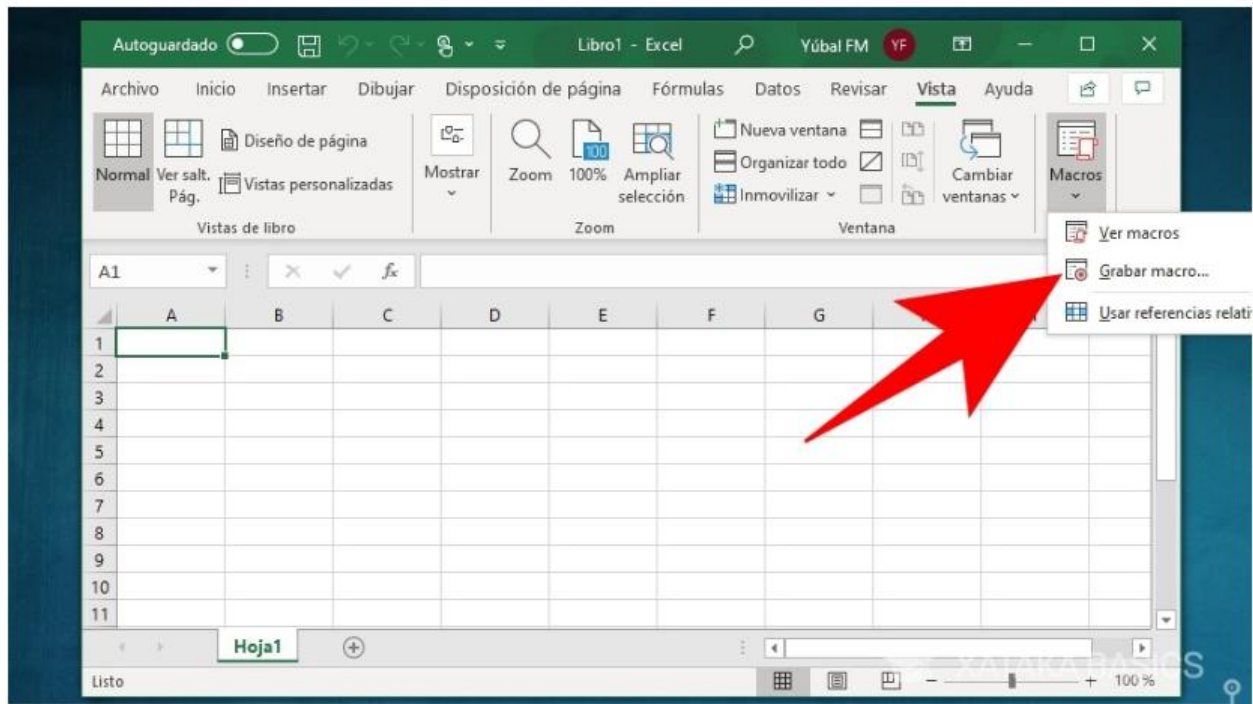 Autoguardado Libro1 - Excel Yúbal FM YF
Archivo Inicio Insertar Dibujar Disposición de página Fórmulas Datos Revisar Vista Ayuda
Normal
Ver salt.
Pág.
Diseño de página
Vistas personalizadas
Vistas de libro
Mostrar
Zoom
100
100%
Ampliar
selección
Zoom
Nueva ventana
Organizar todo
Inmovilizar
Cambiar
ventanas
Ventana
Macros
Ver macros
Grabar macro...
Usar referencias relati
A1 fx
A B C D E F G
1
2
3
4
5
6
7
8
9
10
11
Hoja1
Listo 100 %
XATAKA BASICS